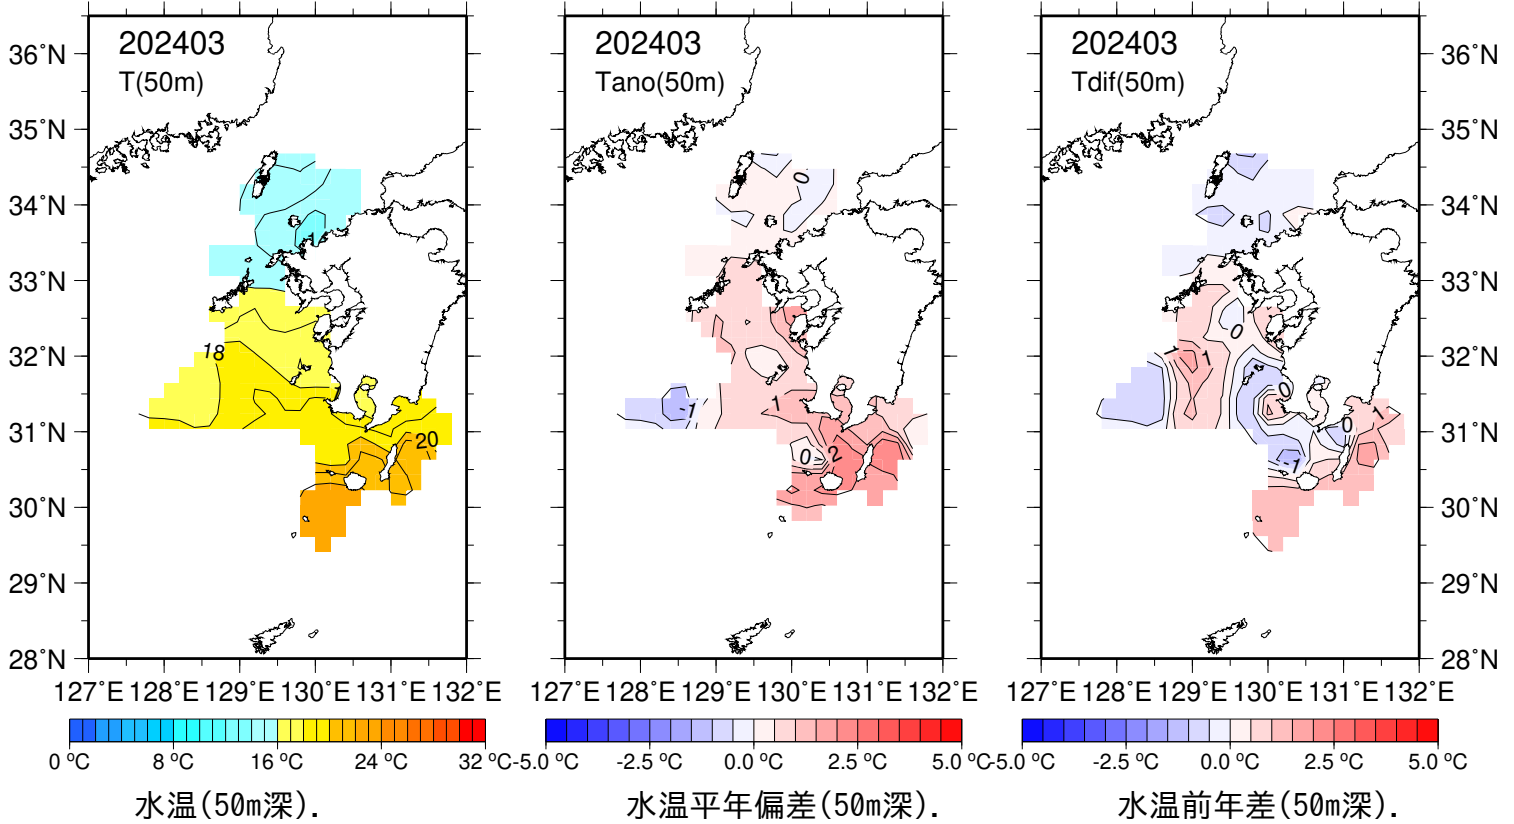 202403
T(50m)
202403
Tano(50m)
202403
Tdif(50m)
36°N
35°N
34°N
33°N
32°N
31°N
30°N
29°N
28°N
36°N
35°N
34°N
33°N
32°N
31°N
30°N
29°N
28°N
18
20
0
-1
1
0
2
0
1
1
0
0
1
-1
127°E 128°E 129°E 130°E 131°E 132°E
127°E 128°E 129°E 130°E 131°E 132°E
127°E 128°E 129°E 130°E 131°E 132°E
0 °C 8 °C 16 °C 24 °C 32 °C
-5.0 °C -2.5 °C 0.0 °C 2.5 °C 5.0 °C
-5.0 °C -2.5 °C 0.0 °C 2.5 °C 5.0 °C
水温(50m深).
水温平年偏差(50m深).
水温前年差(50m深).